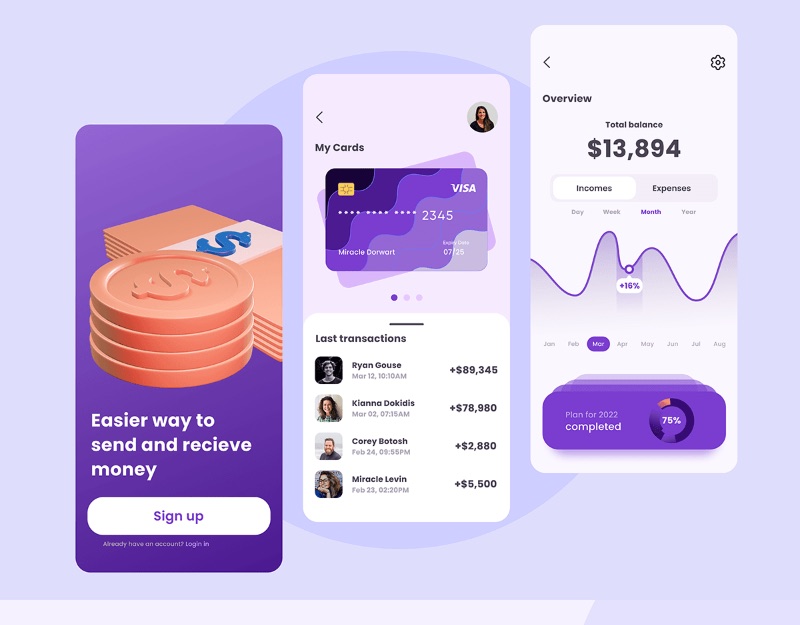 Easier way to
send and recieve
money
Sign up
Already have an account? Login in
My Cards
VISA
2345
Expier Date
Miracle Dorwart
07/25
Last transactions
Ryan Gouse
Mar 12, 10:10AM
+$89,345
Kianna Dokidis
Mar 02, 07:15AM
+$78,980
Corey Botosh
Feb 24, 09:55PM
+$2,880
Miracle Levin
Feb 23, 02:20PM
+$5,500
Overview
Total balance
$13,894
Incomes Expenses
Day Week Month Year
+16%
Jan Feb Mar Apr May Jun Jul Aug
Plan for 2022
completed
75%